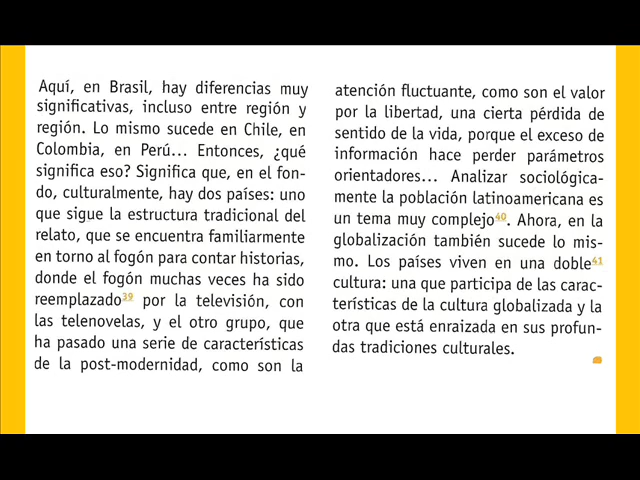 Aquí, en Brasil, hay diferencias muy
significativas, incluso entre región y
región. Lo mismo sucede en Chile, en
Colombia, en Perú... Entonces, ¿qué
significa eso? Significa que, en el fon-
do, culturalmente, hay dos países: uno
que sigue la estructura tradicional del
relato, que se encuentra familiarmente
en torno al fogón para contar historias,
donde el fogón muchas veces ha sido
reemplazado39 por la televisión, con
las telenovelas, y el otro grupo, que
ha pasado una serie de características
de la post-modernidad, como son la
atención fluctuante, como son el valor
por la libertad, una cierta pérdida de
sentido de la vida, porque el exceso de
información hace perder parámetros
orientadores... Analizar sociológica-
mente la población latinoamericana es
un tema muy complejo40. Ahora, en la
globalización también sucede lo mis-
mo. Los países viven en una doble41
cultura: una que participa de las carac-
terísticas de la cultura globalizada y la
otra que está enraizada en sus profun-
das tradiciones culturales.